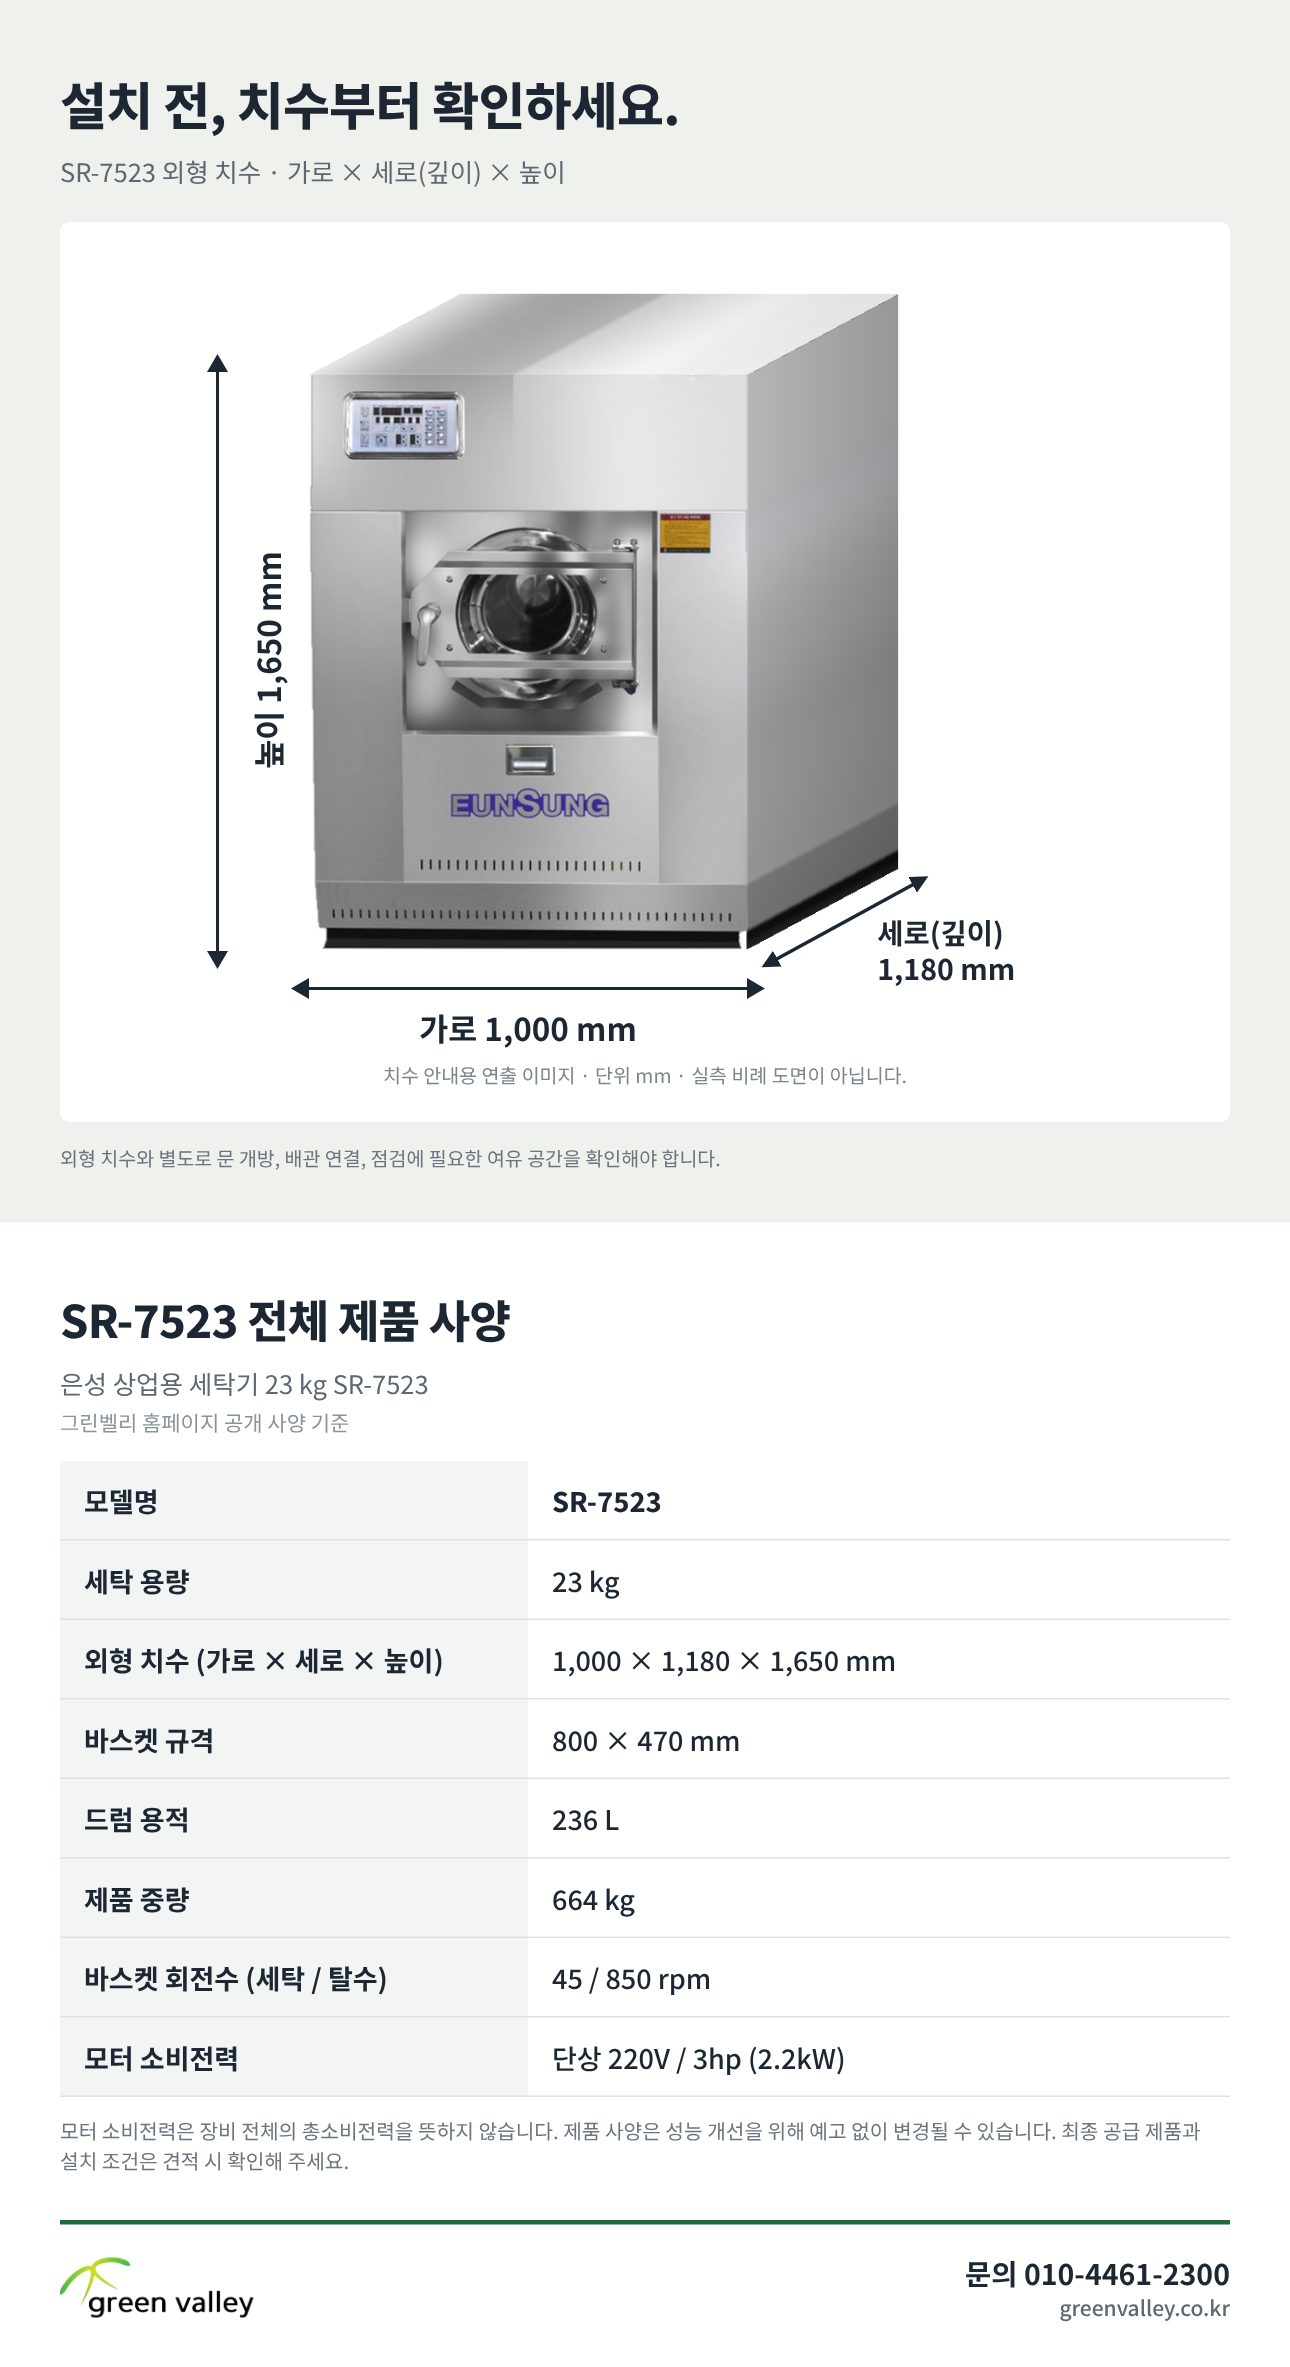 설치 전, 치수부터 확인하세요.
SR-7523 외형 치수 · 가로 × 세로(깊이) × 높이
높이 1,650 mm
EUNSUNG
세로(깊이)
1,180 mm
가로 1,000 mm
치수 안내용 연출 이미지 · 단위 mm · 실측 비례 도면이 아닙니다.
외형 치수와 별도로 문 개방, 배관 연결, 점검에 필요한 여유 공간을 확인해야 합니다.
SR-7523 전체 제품 사양
은성 상업용 세탁기 23 kg SR-7523
그린벨리 홈페이지 공개 사양 기준
모델명 SR-7523
세탁 용량 23 kg
외형 치수 (가로 × 세로 × 높이) 1,000 × 1,180 × 1,650 mm
바스켓 규격 800 × 470 mm
드럼 용적 236 L
제품 중량 664 kg
바스켓 회전수 (세탁 / 탈수) 45 / 850 rpm
모터 소비전력 단상 220V / 3hp (2.2kW)
모터 소비전력은 장비 전체의 총소비전력을 뜻하지 않습니다. 제품 사양은 성능 개선을 위해 예고 없이 변경될 수 있습니다. 최종 공급 제품과
설치 조건은 견적 시 확인해 주세요.
green valley
문의 010-4461-2300
greenvalley.co.kr